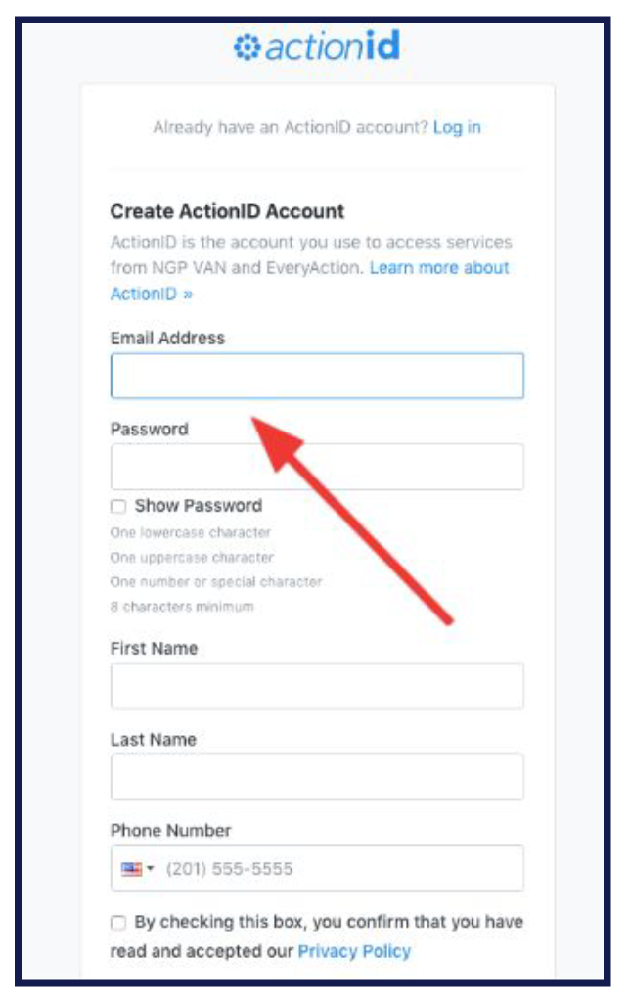 actionid
Already have an ActionID account? Log in
Create ActionID Account
ActionID is the account you use to access services
from NGP VAN and EveryAction. Learn more about
ActionID »
Email Address
Password
Show Password
One lowercase character
One uppercase character
One number or special character
8 characters minimum
First Name
Last Name
Phone Number
(201) 555-5555
By checking this box, you confirm that you have
read and accepted our Privacy Policy